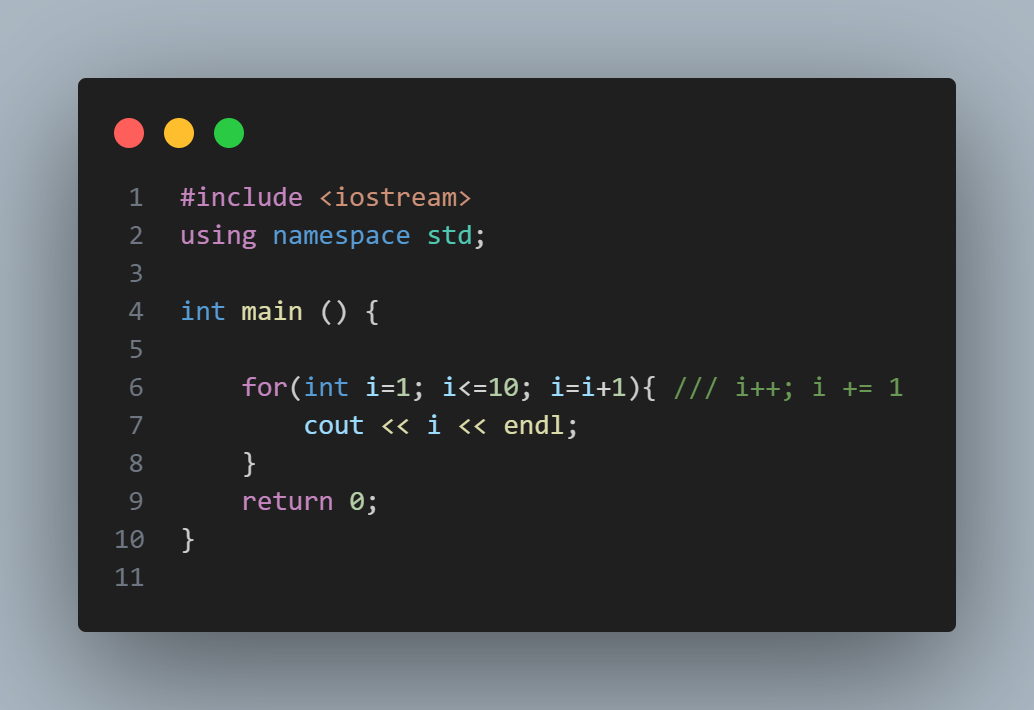 1 #include <iostream>
2 using namespace std;
3
4 int main () {
5
6     for(int i=1; i<=10; i=i+1){ /// i++; i += 1
7         cout << i << endl;
8     }
9     return 0;
10 }
11